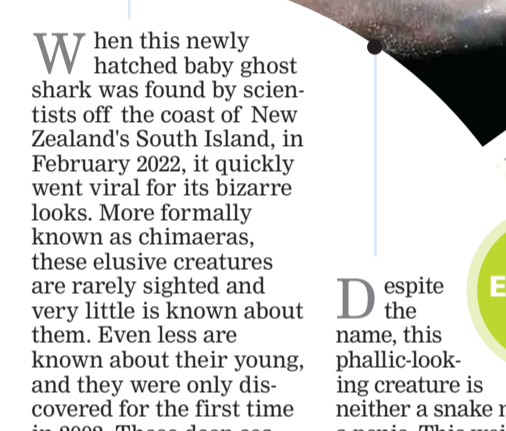 When this newly
hatched baby ghost
shark was found by scien-
tists off the coast of New
Zealand's South Island, in
February 2022, it quickly
went viral for its bizarre
looks. More formally
known as chimaeras,
these elusive creatures
are rarely sighted and
very little is known about
them. Even less are
known about their young,
and they were only dis-
covered for the first time
Despite
the
name, this
phallic-look-
ing creature is
neither a snake
E